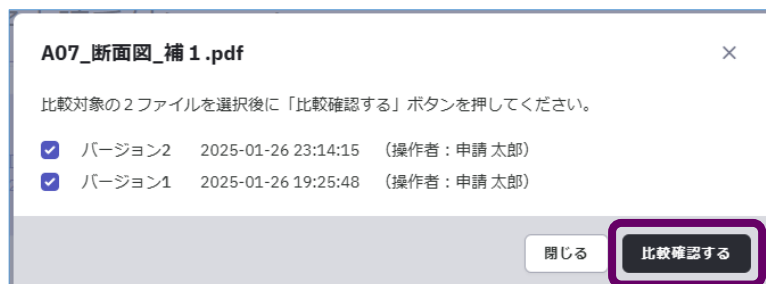 A07_断面図_補１.pdf
比較対象の２ファイルを選択後に「比較確認する」ボタンを押してください。
バージョン2 2025-01-26 23:14:15 （操作者：申請 太郎）
バージョン1 2025-01-26 19:25:48 （操作者：申請 太郎）
閉じる 比較確認する